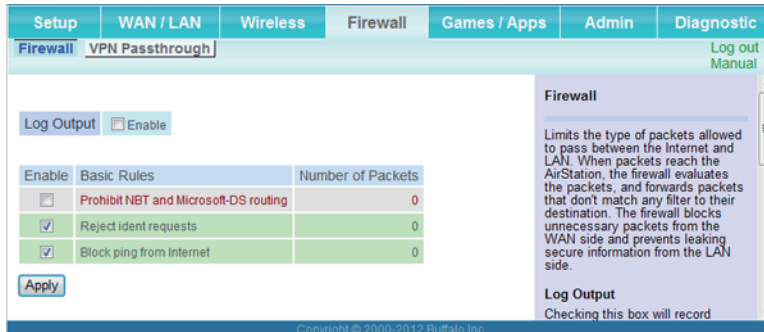 Setup WAN / LAN Wireless Firewall Games / Apps Admin Diagnostic
Firewall VPN Passthrough
Log out
Manual
Log Output Enable
Enable Basic Rules Number of Packets
Prohibit NBT and Microsoft-DS routing 0
Reject ident requests 0
Block ping from Internet 0
Apply
Firewall
Limits the type of packets allowed
to pass between the Internet and
LAN. When packets reach the
AirStation, the firewall evaluates
the packets, and forwards packets
that don't match any filter to their
destination. The firewall blocks
unnecessary packets from the
WAN side and prevents leaking
secure information from the LAN
side.
Log Output
Checking this box will record
Copyright © 2000-2012 Buffalo Inc.